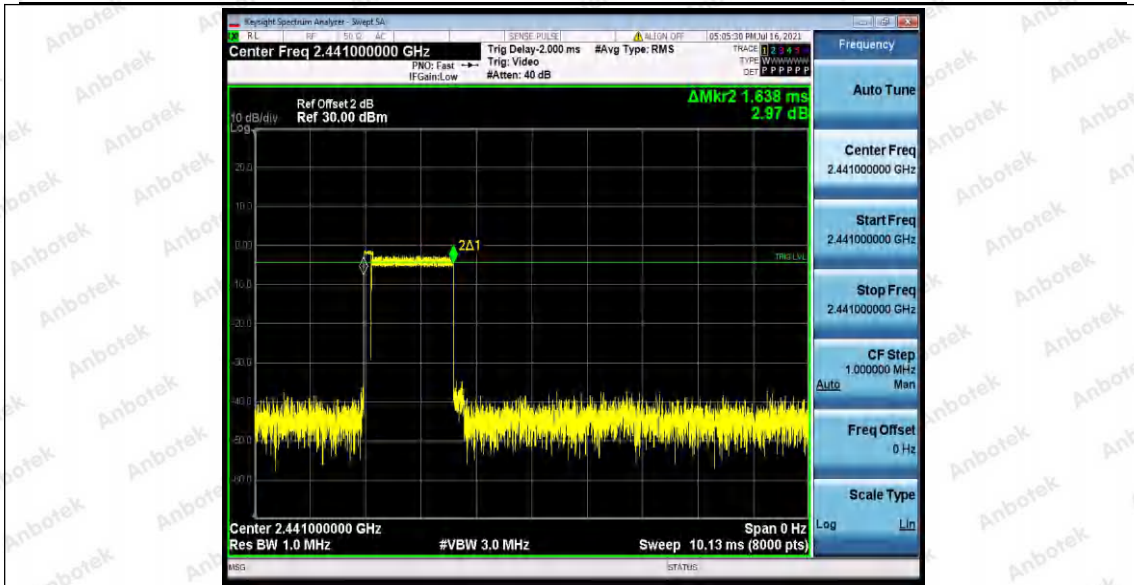 Keysight Spectrum Analyzer - Swept SA
RL RF 50 Ω AC SENSE:PULSE ALIGN OFF 05:05:30 PM Jul 16, 2021
Center Freq 2.441000000 GHz
PNO: Fast
IFGain:Low
Trig Delay-2.000 ms
Trig: Video
#Atten: 40 dB
#Avg Type: RMS
TRACE 1 2 3 4 5 6
TYPE WWWWWW
DET P P P P P P
ΔMkr2 1.638 ms
2.97 dB
Ref Offset 2 dB
10 dB/div Ref 30.00 dBm
Log
20.0
10.0
0.00
2Δ1
TRIG LVL
-10.0
-20.0
-30.0
-40.0
-50.0
-60.0
Center 2.441000000 GHz Span 0 Hz
Res BW 1.0 MHz #VBW 3.0 MHz Sweep 10.13 ms (8000 pts)
MSG STATUS
Frequency
Auto Tune
Center Freq
2.441000000 GHz
Start Freq
2.441000000 GHz
Stop Freq
2.441000000 GHz
CF Step
1.000000 MHz
Auto Man
Freq Offset
0 Hz
Scale Type
Log Lin
Anbotek